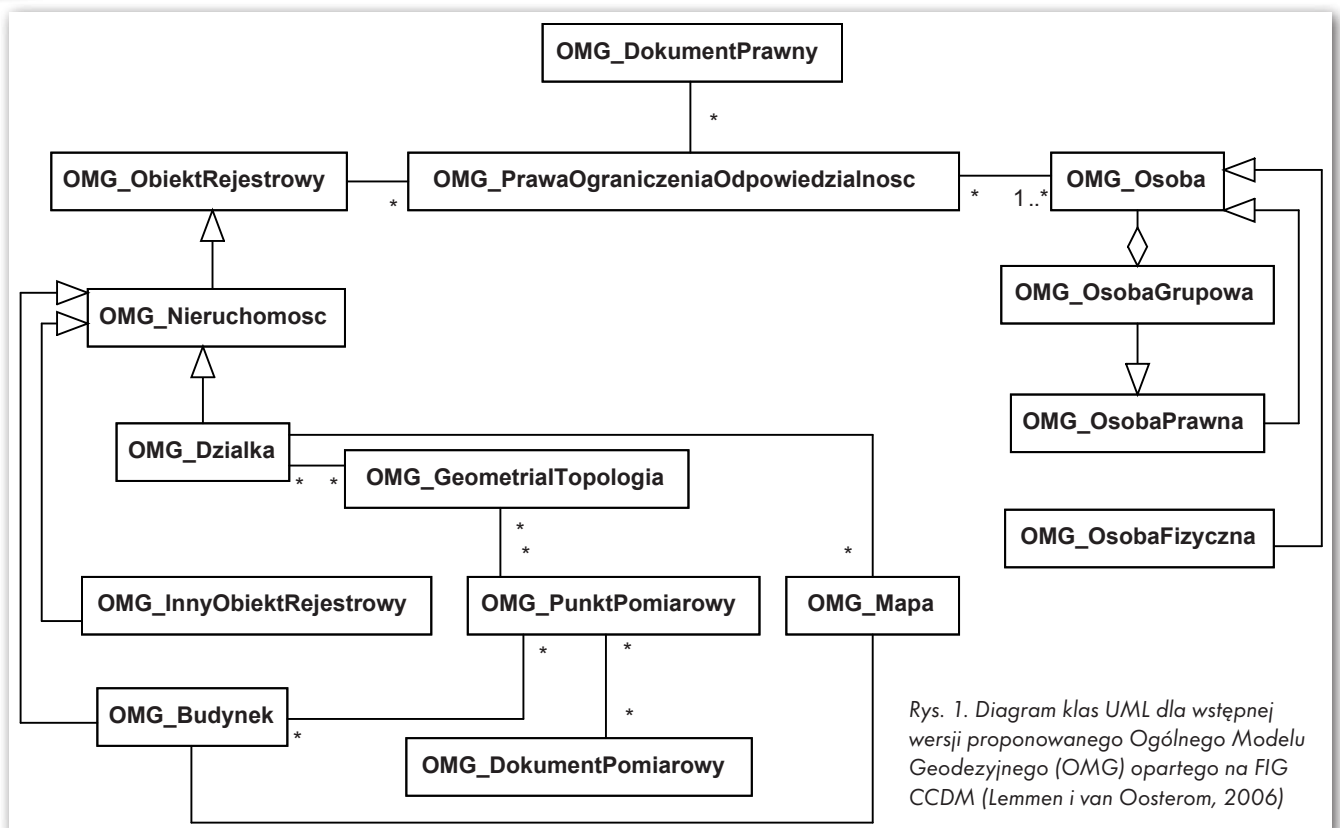 OMG_DokumentPrawny
*
OMG_ObiektRejestrowy
*
OMG_PrawaOgraniczeniaOdpowiedzialnosc
*
1..*
OMG_Osoba
OMG_OsobaGrupowa
OMG_Nieruchomosc
OMG_OsobaPrawna
OMG_Dzialka
*
*
OMG_GeometriaITopologia
*
*
*
OMG_OsobaFizyczna
OMG_InnyObiektRejestrowy
OMG_PunktPomiarowy
OMG_Mapa
*
*
OMG_Budynek
*
*
OMG_DokumentPomiarowy
Rys. 1. Diagram klas UML dla wstępnej
wersji proponowanego Ogólnego Modelu
Geodezyjnego (OMG) opartego na FIG
CCDM (Lemmen i van Oosterom, 2006)